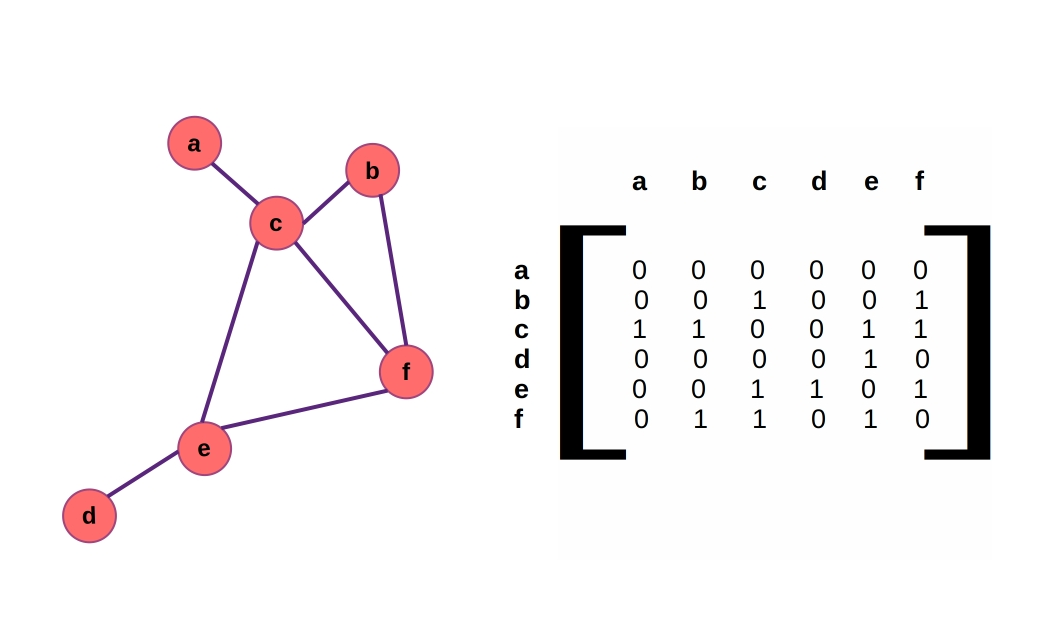 a
b
c
f
e
d
a b c d e f
a 0 0 0 0 0 0
b 0 0 1 0 0 1
c 1 1 0 0 1 1
d 0 0 0 0 1 0
e 0 0 1 1 0 1
f 0 1 1 0 1 0